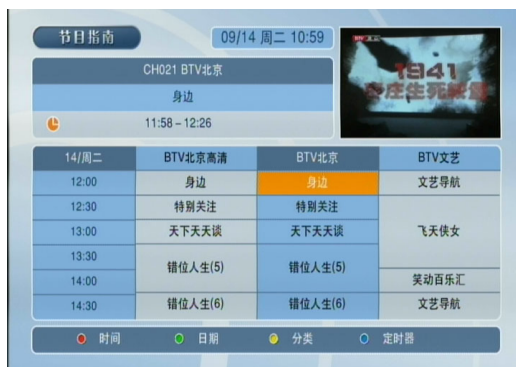 节目指南
09/14 周二 10:59
CH021 BTV北京
身边
11:58 – 12:26
1941
14/周二 BTV北京高清 BTV北京 BTV文艺
12:00 身边 身边 文艺导航
12:30 特别关注 特别关注
13:00 天下天天谈 天下天天谈 飞天侠女
13:30
错位人生(5) 错位人生(5)
14:00 笑动百乐汇
14:30 错位人生(6) 错位人生(6) 文艺导航
时间 日期 分类 定时器